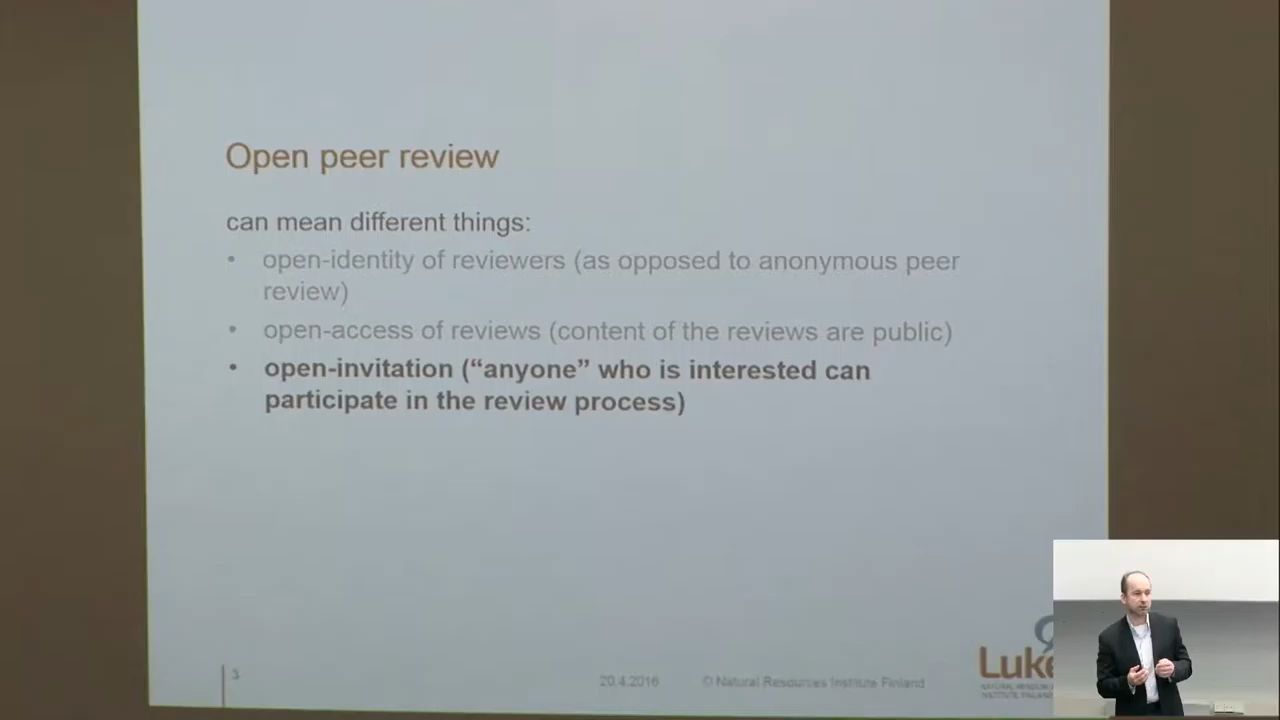 Open peer review
can mean different things:
• open-identity of reviewers (as opposed to anonymous peer
review)
• open-access of reviews (content of the reviews are public)
• open-invitation (“anyone” who is interested can
participate in the review process)
3
20.4.2016
© Natural Resources Institute Finland
Luke
NATURAL RESOURCES
INSTITUTE FINLAND